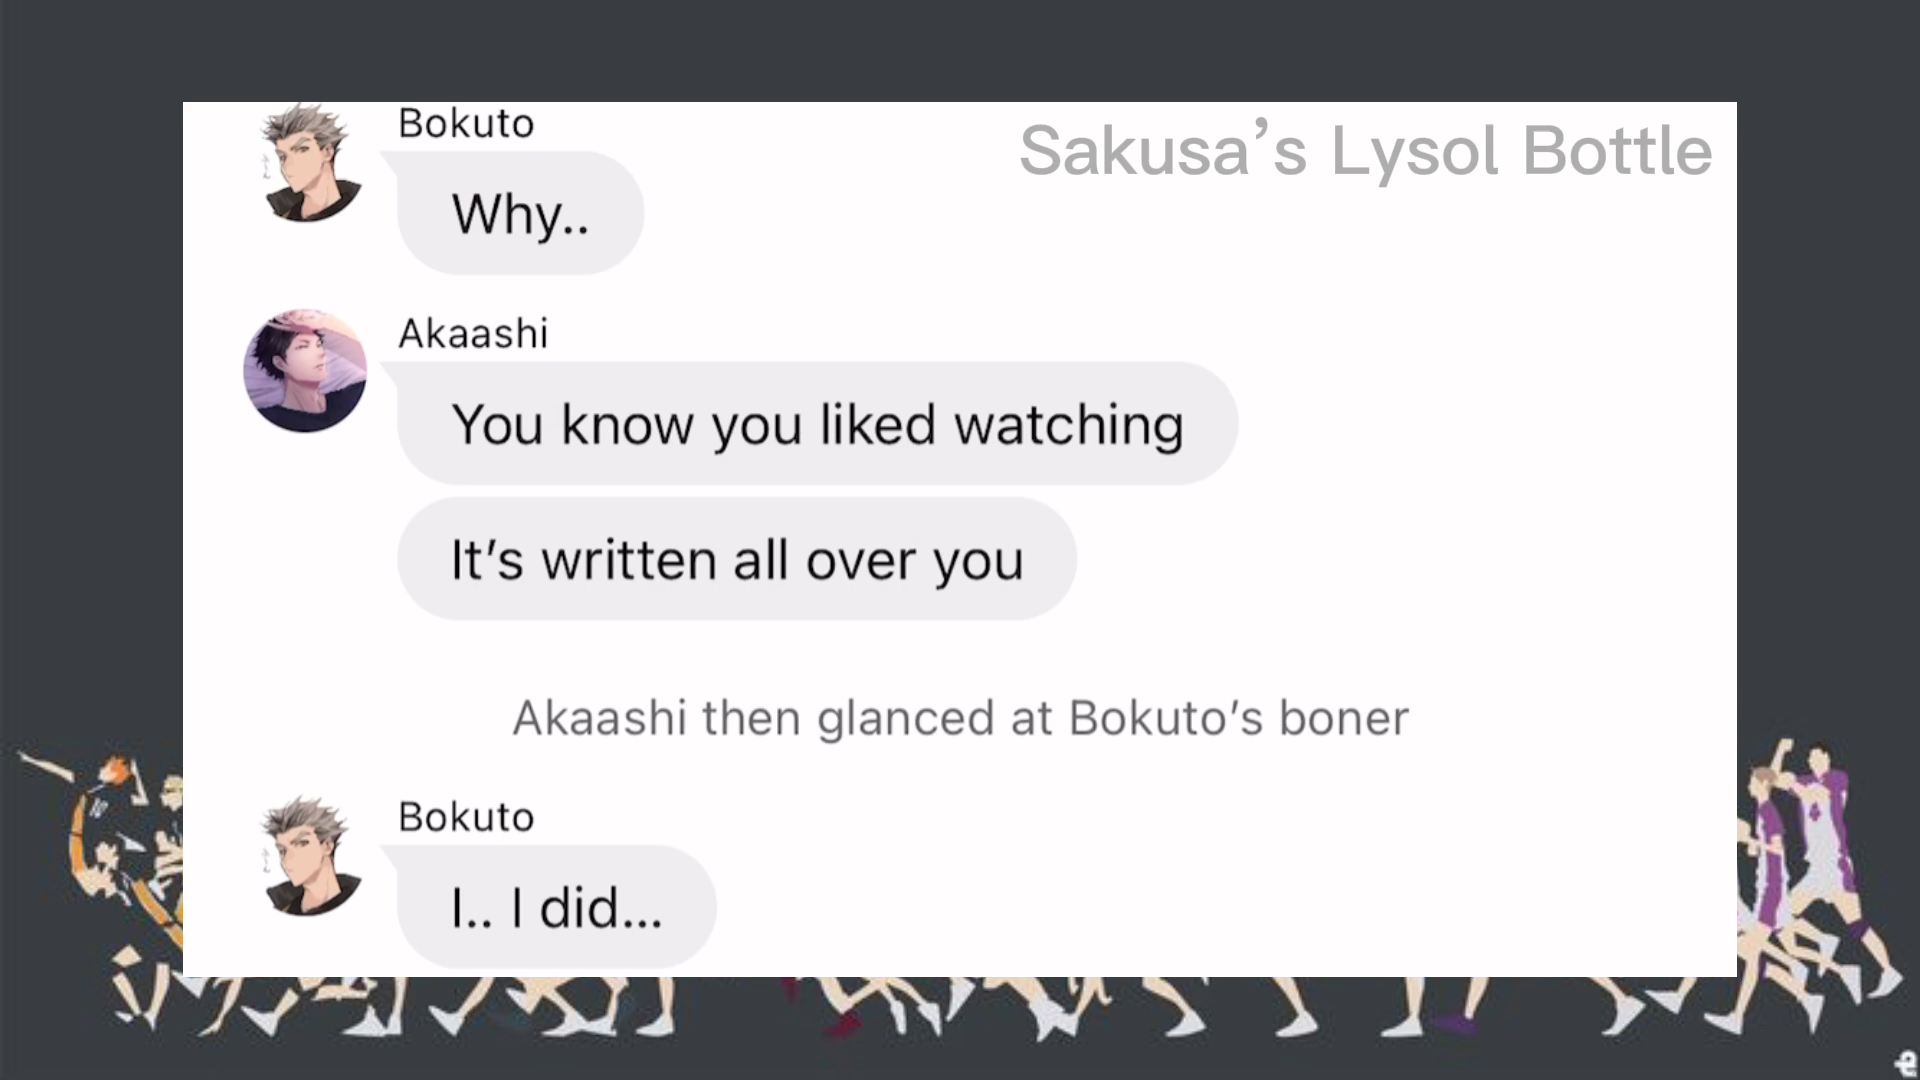 Bokuto
Sakusa’s Lysol Bottle
Why..
Akaashi
You know you liked watching
It’s written all over you
Akaashi then glanced at Bokuto’s boner
Bokuto
I.. I did...